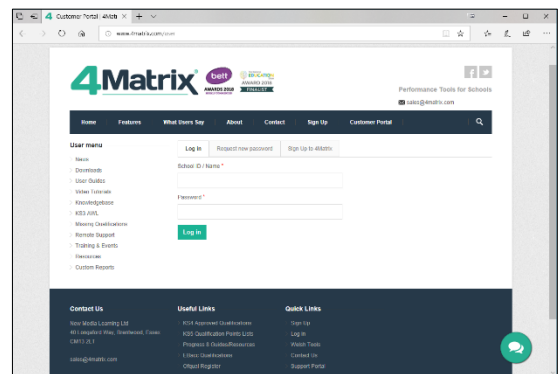 Customer Portal | 4Matri
www.4matrix.com/user
4Matrix
bett
AWARDS 2018
FINALIST
Performance Tools for Schools
sales@4matrix.com
Home
Features
What Users Say
About
Contact
Sign Up
Customer Portal
User menu
News
Downloads
User Guides
Video Tutorials
Knowledgebase
KS3 AWL
Missing Qualifications
Remote Support
Training & Events
Resources
Custom Reports
Log in
Request new password
Sign Up to 4Matrix
School ID / Name *
Password *
Log in
Contact Us
New Media Learning Ltd
Way, Brentwood, Essex
sales@4matrix.com
Useful Links
KS4 Approved Qualifications
KS5 Qualification Points Lists
Progress 8 Guides/Resources
Ofqual Register
Quick Links
Sign Up
Log In
Welsh Tools
Contact Us
Support Portal